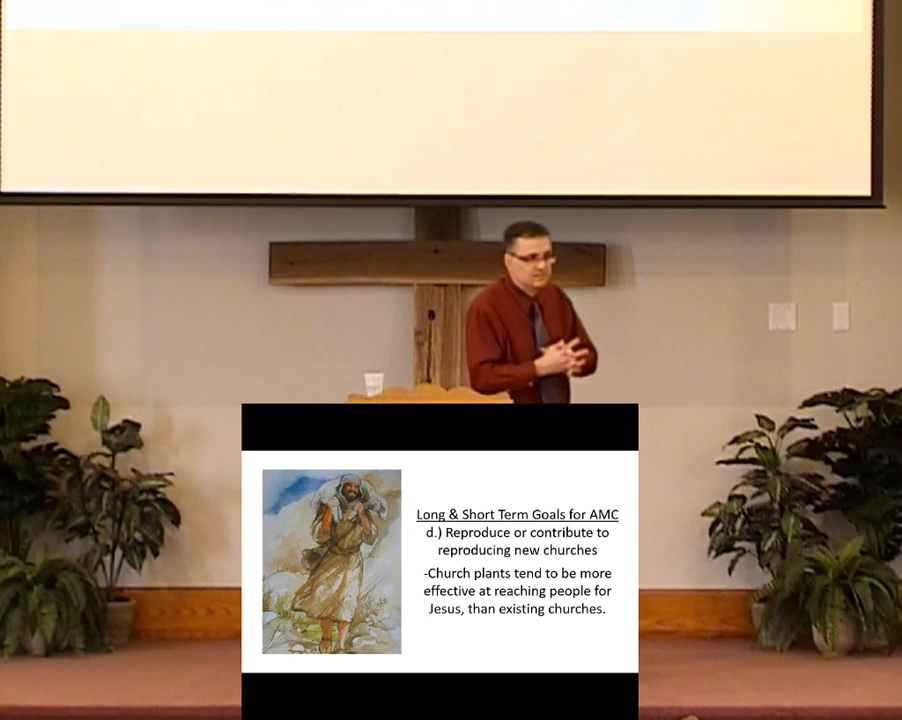 Long & Short Term Goals for AMC
d.) Reproduce or contribute to
reproducing new churches
-Church plants tend to be more
effective at reaching people for
Jesus, than existing churches.